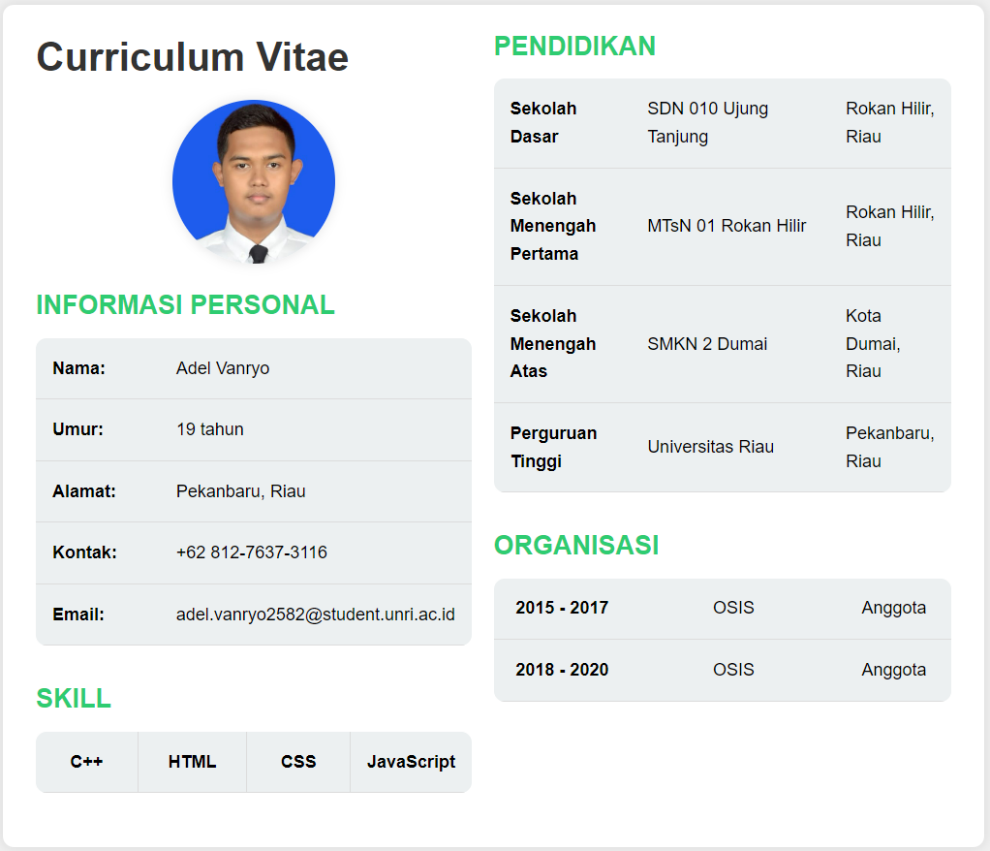 Curriculum Vitae
INFORMASI PERSONAL
Nama: Adel Vanryo
Umur: 19 tahun
Alamat: Pekanbaru, Riau
Kontak: +62 812-7637-3116
Email: adel.vanryo2582@student.unri.ac.id
SKILL
C++ HTML CSS JavaScript
PENDIDIKAN
Sekolah Dasar SDN 010 Ujung Tanjung Rokan Hilir, Riau
Sekolah Menengah Pertama MTsN 01 Rokan Hilir Rokan Hilir, Riau
Sekolah Menengah Atas SMKN 2 Dumai Kota Dumai, Riau
Perguruan Tinggi Universitas Riau Pekanbaru, Riau
ORGANISASI
2015 - 2017 OSIS Anggota
2018 - 2020 OSIS Anggota